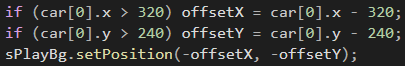 if (car[0].x > 320) offsetX = car[0].x - 320;
if (car[0].y > 240) offsetY = car[0].y - 240;
sPlayBg.setPosition(-offsetX, -offsetY);